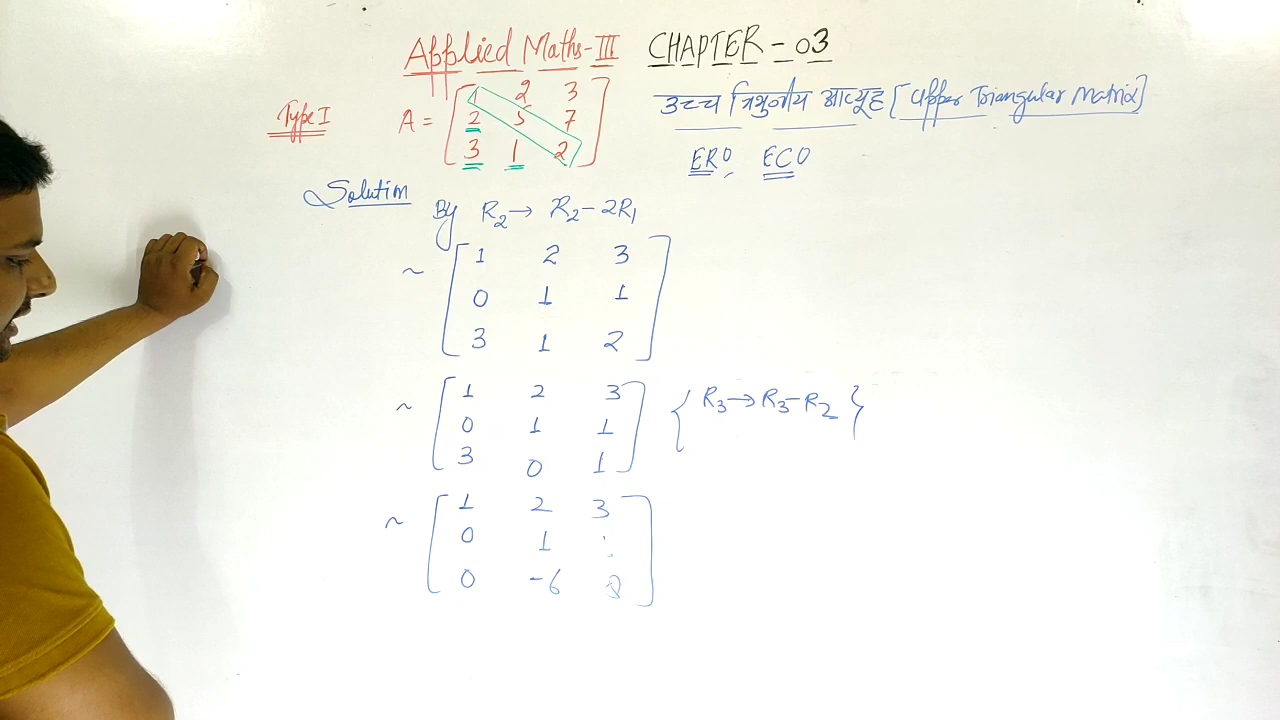 Applied Maths-III CHAPTER-03
Type I
A =
2 3
2 5 7
3 1 2
उच्च त्रिभुजीय आव्यूह [Upper Triangular Matrix]
ERO, ECO
Solution
By R₂→ R₂-2R₁
~ [1 2 3
0 1 1
3 1 2]
~ [1 2 3
0 1 1
3 0 1] {R₃→R₃-R₂}
~ [1 2 3
0 1
0 -6 ]